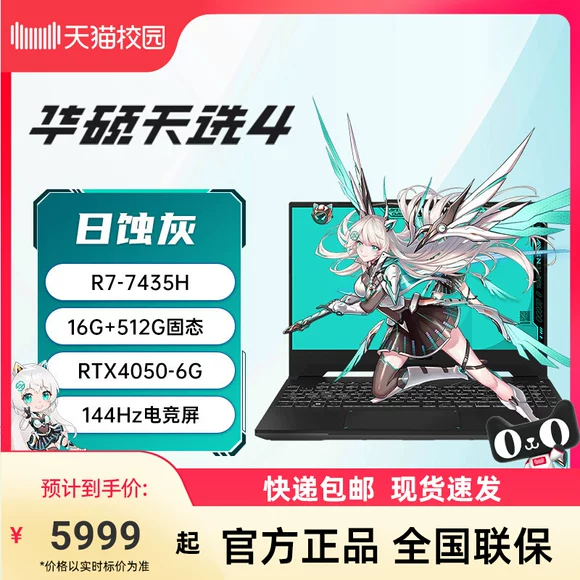 天猫校园
华硕天选4
日蚀灰
R7-7435H
16G+512G固态
RTX4050-6G
144Hz电竞屏
预计到手价:
¥ 5999 起
*价格以实时标价为准
快递包邮 现货速发
官方正品 全国联保